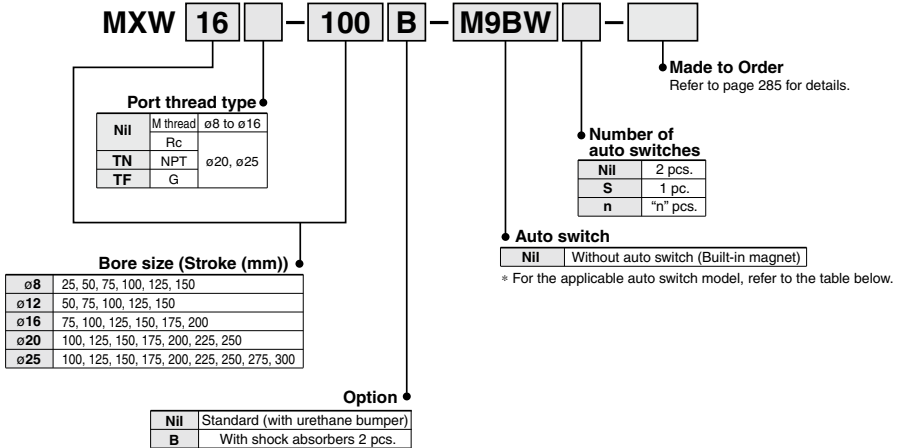 MXW 16 – 100 B – M9BW –
Made to Order
Refer to page 285 for details.
Port thread type
Nil M thread ø8 to ø16
Rc ø20, ø25
TN NPT
TF G
Number of
auto switches
Nil 2 pcs.
S 1 pc.
n “n” pcs.
Auto switch
Nil Without auto switch (Built-in magnet)
* For the applicable auto switch model, refer to the table below.
Bore size (Stroke (mm))
ø8 25, 50, 75, 100, 125, 150
ø12 50, 75, 100, 125, 150
ø16 75, 100, 125, 150, 175, 200
ø20 100, 125, 150, 175, 200, 225, 250
ø25 100, 125, 150, 175, 200, 225, 250, 275, 300
Option
Nil Standard (with urethane bumper)
B With shock absorbers 2 pcs.